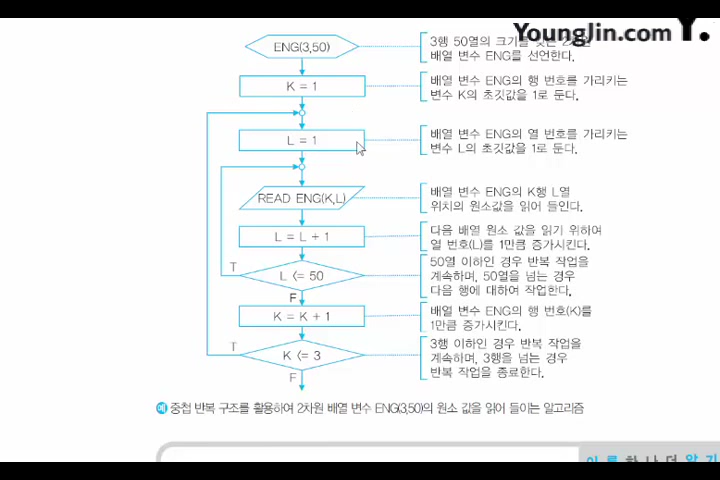 YoungJin.com Y.
ENG(3,50)
3행 50열의 크기를 갖는 2차원
배열 변수 ENG를 선언한다.
K = 1
배열 변수 ENG의 행 번호를 가리키는
변수 K의 초깃값을 1로 둔다.
L = 1
배열 변수 ENG의 열 번호를 가리키는
변수 L의 초깃값을 1로 둔다.
READ ENG(K,L)
배열 변수 ENG의 K행 L열
위치의 원소값을 읽어 들인다.
L = L + 1
다음 배열 원소 값을 읽기 위하여
열 번호(L)를 1만큼 증가시킨다.
T
L <= 50
F
50열 이하인 경우 반복 작업을
계속하며, 50열을 넘는 경우
다음 행에 대하여 작업한다.
K = K + 1
배열 변수 ENG의 행 번호(K)를
1만큼 증가시킨다.
T
K <= 3
F
3행 이하인 경우 반복 작업을
계속하며, 3행을 넘는 경우
반복 작업을 종료한다.
예 중첩 반복 구조를 활용하여 2차원 배열 변수 ENG(3,50)의 원소 값을 읽어 들이는 알고리즘